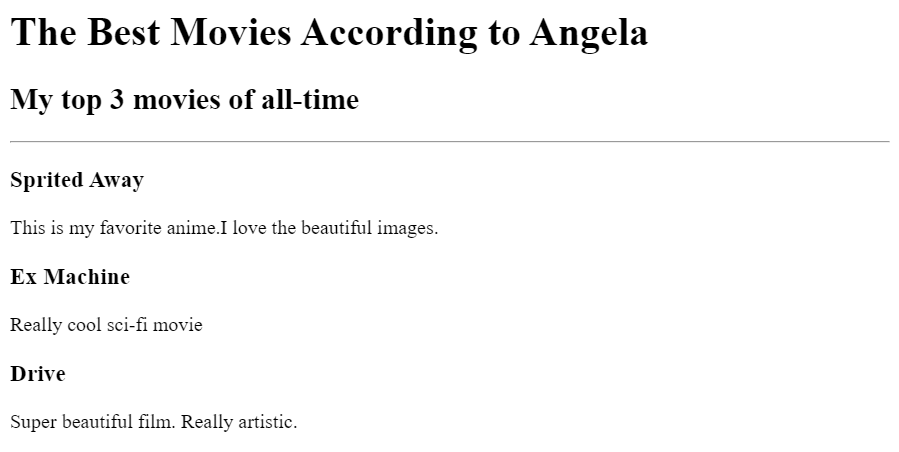 The Best Movies According to Angela
My top 3 movies of all-time
Sprited Away
This is my favorite anime.I love the beautiful images.
Ex Machine
Really cool sci-fi movie
Drive
Super beautiful film. Really artistic.